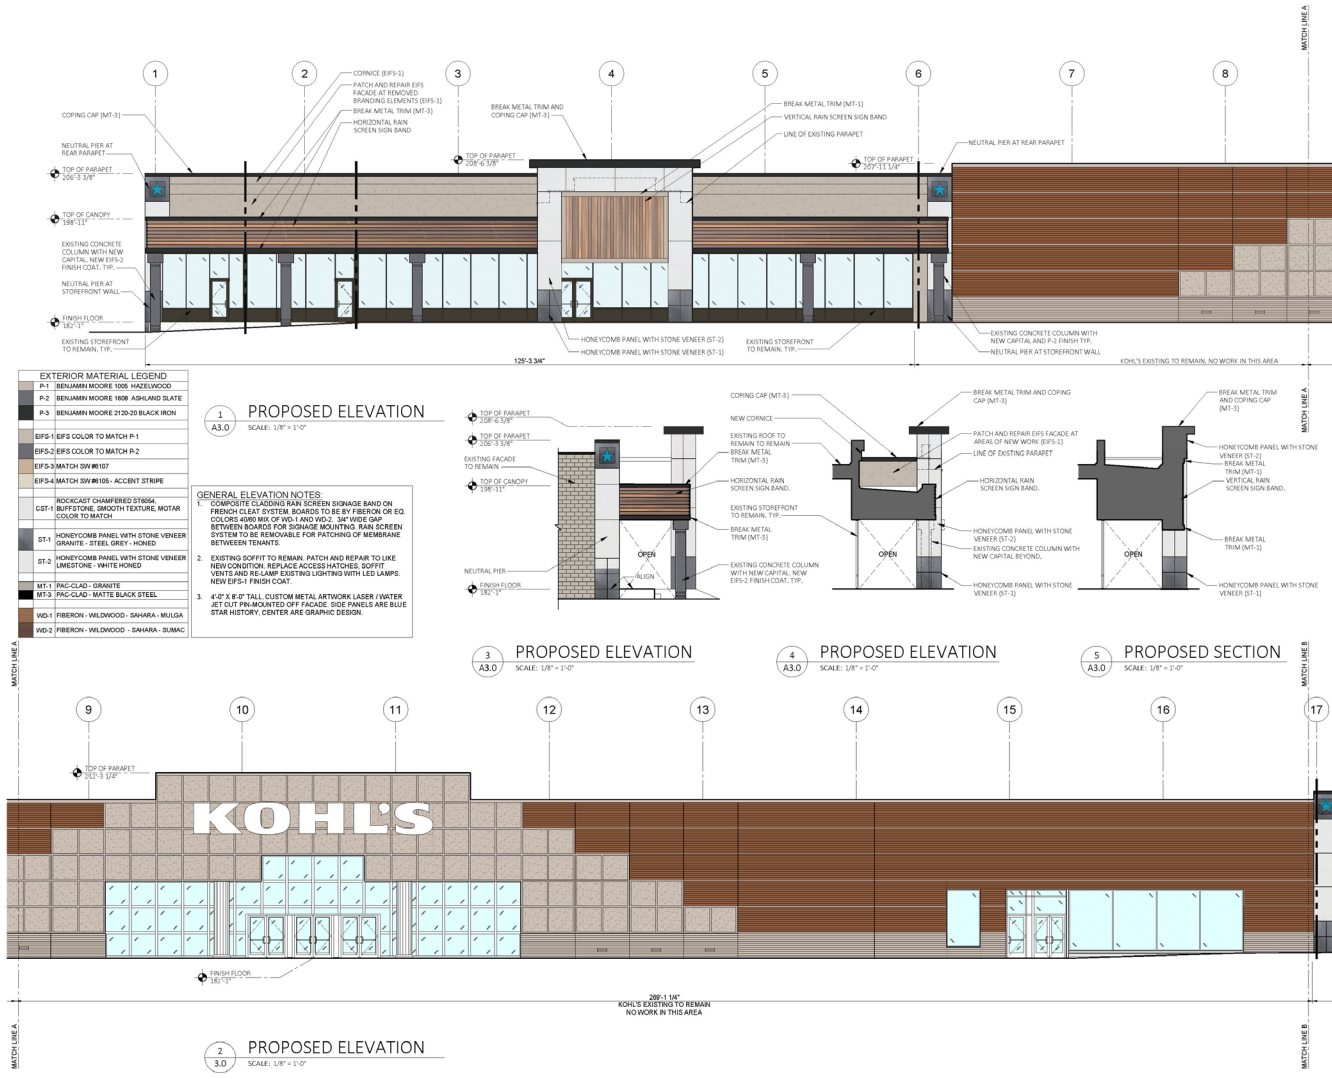 MATCH LINE A
1
2
3
4
5
6
7
8
CORNICE (EIFS-1)
PATCH AND REPAIR EIFS
FACADE AT REMOVED
BRANDING ELEMENTS (EIFS-1)
BREAK METAL TRIM (MT-3)
HORIZONTAL RAIN
SCREEN SIGN BAND
COPING CAP (MT-3)
NEUTRAL PIER AT
REAR PARAPET
TOP OF PARAPET
206'-3 3/8"
TOP OF CANOPY
198'-11"
EXISTING CONCRETE
COLUMN WITH NEW
CAPITAL. NEW EIFS-2
FINISH COAT. TYP.
NEUTRAL PIER AT
STOREFRONT WALL
FINISH FLOOR
182'-1"
EXISTING STOREFRONT
TO REMAIN. TYP.
BREAK METAL TRIM AND
COPING CAP (MT-3)
TOP OF PARAPET
208'-6 3/8"
BREAK METAL TRIM (MT-1)
VERTICAL RAIN SCREEN SIGN BAND
LINE OF EXISTING PARAPET
TOP OF PARAPET
207'-11 1/4"
NEUTRAL PIER AT REAR PARAPET
HONEYCOMB PANEL WITH STONE VENEER (ST-2)
HONEYCOMB PANEL WITH STONE VENEER (ST-1)
EXISTING STOREFRONT
TO REMAIN. TYP.
EXISTING CONCRETE COLUMN WITH
NEW CAPITAL AND P-2 FINISH TYP.
NEUTRAL PIER AT STOREFRONT WALL
125'-3 3/4"
KOHL'S EXISTING TO REMAIN. NO WORK IN THIS AREA
MATCH LINE A
EXTERIOR MATERIAL LEGEND
P-1 BENJAMIN MOORE 1005 HAZELWOOD
P-2 BENJAMIN MOORE 1608 ASHLAND SLATE
P-3 BENJAMIN MOORE 2120-20 BLACK IRON
EIFS-1 EIFS COLOR TO MATCH P-1
EIFS-2 EIFS COLOR TO MATCH P-2
EIFS-3 MATCH SW#6107
EIFS-4 MATCH SW #6105 - ACCENT STRIPE
CST-1 ROCKCAST CHAMFERED ST6054,
BUFFSTONE, SMOOTH TEXTURE, MOTAR
COLOR TO MATCH
ST-1 HONEYCOMB PANEL WITH STONE VENEER
GRANITE - STEEL GREY - HONED
ST-2 HONEYCOMB PANEL WITH STONE VENEER
LIMESTONE - WHITE HONED
MT-1 PAC-CLAD - GRANITE
MT-3 PAC-CLAD - MATTE BLACK STEEL
WD-1 FIBERON - WILDWOOD - SAHARA - MULGA
WD-2 FIBERON - WILDWOOD - SAHARA - SUMAC
1
A3.0
PROPOSED ELEVATION
SCALE: 1/8" = 1'-0"
GENERAL ELEVATION NOTES:
1. COMPOSITE CLADDING RAIN SCREEN SIGNAGE BAND ON
FRENCH CLEAT SYSTEM. BOARDS TO BE BY FIBERON OR EQ.
COLORS 40/60 MIX OF WD-1 AND WD-2. 3/4" WIDE GAP
BETWEEN BOARDS FOR SIGNAGE MOUNTING. RAIN SCREEN
SYSTEM TO BE REMOVABLE FOR PATCHING OF MEMBRANE
BETWEEEN TENANTS.
2. EXISTING SOFFIT TO REMAIN. PATCH AND REPAIR TO LIKE
NEW CONDITION. REPLACE ACCESS HATCHES, SOFFIT
VENTS AND RE-LAMP EXISTING LIGHTING WITH LED LAMPS.
NEW EIFS-1 FINISH COAT.
3. 4'-0" X 8'-0" TALL, CUSTOM METAL ARTWORK LASER / WATER
JET CUT PIN-MOUNTED OFF FACADE. SIDE PANELS ARE BLUE
STAR HISTORY, CENTER ARE GRAPHIC DESIGN.
TOP OF PARAPET
208'-6 3/8"
TOP OF PARAPET
206'-3 3/8"
EXISTING FACADE
TO REMAIN
TOP OF CANOPY
198'-11"
NEUTRAL PIER
FINISH FLOOR
182'-1"
OPEN
ALIGN
BREAK METAL
TRIM (MT-3)
HORIZONTAL RAIN
SCREEN SIGN BAND.
BREAK METAL
TRIM (MT-3)
EXISTING CONCRETE COLUMN
WITH NEW CAPITAL. NEW
EIFS-2 FINISH COAT. TYP.
3
A3.0
PROPOSED ELEVATION
SCALE: 1/8" = 1'-0"
COPING CAP (MT-3)
NEW CORNICE
EXISTING ROOF TO
REMAIN TO REMAIN
EXISTING STOREFRONT
TO REMAIN. TYP.
OPEN
BREAK METAL TRIM AND COPING
CAP (MT-3)
PATCH AND REPAIR EIFS FACADE AT
AREAS OF NEW WORK (EIFS-1)
LINE OF EXISTING PARAPET
HORIZONTAL RAIN
SCREEN SIGN BAND.
HONEYCOMB PANEL WITH STONE
VENEER (ST-2)
EXISTING CONCRETE COLUMN WITH
NEW CAPITAL BEYOND.
HONEYCOMB PANEL WITH STONE
VENEER (ST-1)
4
A3.0
PROPOSED ELEVATION
SCALE: 1/8" = 1'-0"
BREAK METAL TRIM
AND COPING CAP
(MT-3)
HONEYCOMB PANEL WITH STONE
VENEER (ST-2)
BREAK METAL
TRIM (MT-1)
VERTICAL RAIN
SCREEN SIGN BAND.
OPEN
BREAK METAL
TRIM (MT-1)
HONEYCOMB PANEL WITH STONE
VENEER (ST-1)
5
A3.0
PROPOSED SECTION
SCALE: 1/8" = 1'-0"
MATCH LINE A
MATCH LINE B
9
10
11
12
13
14
15
16
17
TOP OF PARAPET
212'-3 1/4"
KOHL'S
FINISH FLOOR
182'-1"
269'-1 1/4"
KOHL'S EXISTING TO REMAIN
NO WORK IN THIS AREA
MATCH LINE A
MATCH LINE B
2
3.0
PROPOSED ELEVATION
SCALE: 1/8" = 1'-0"